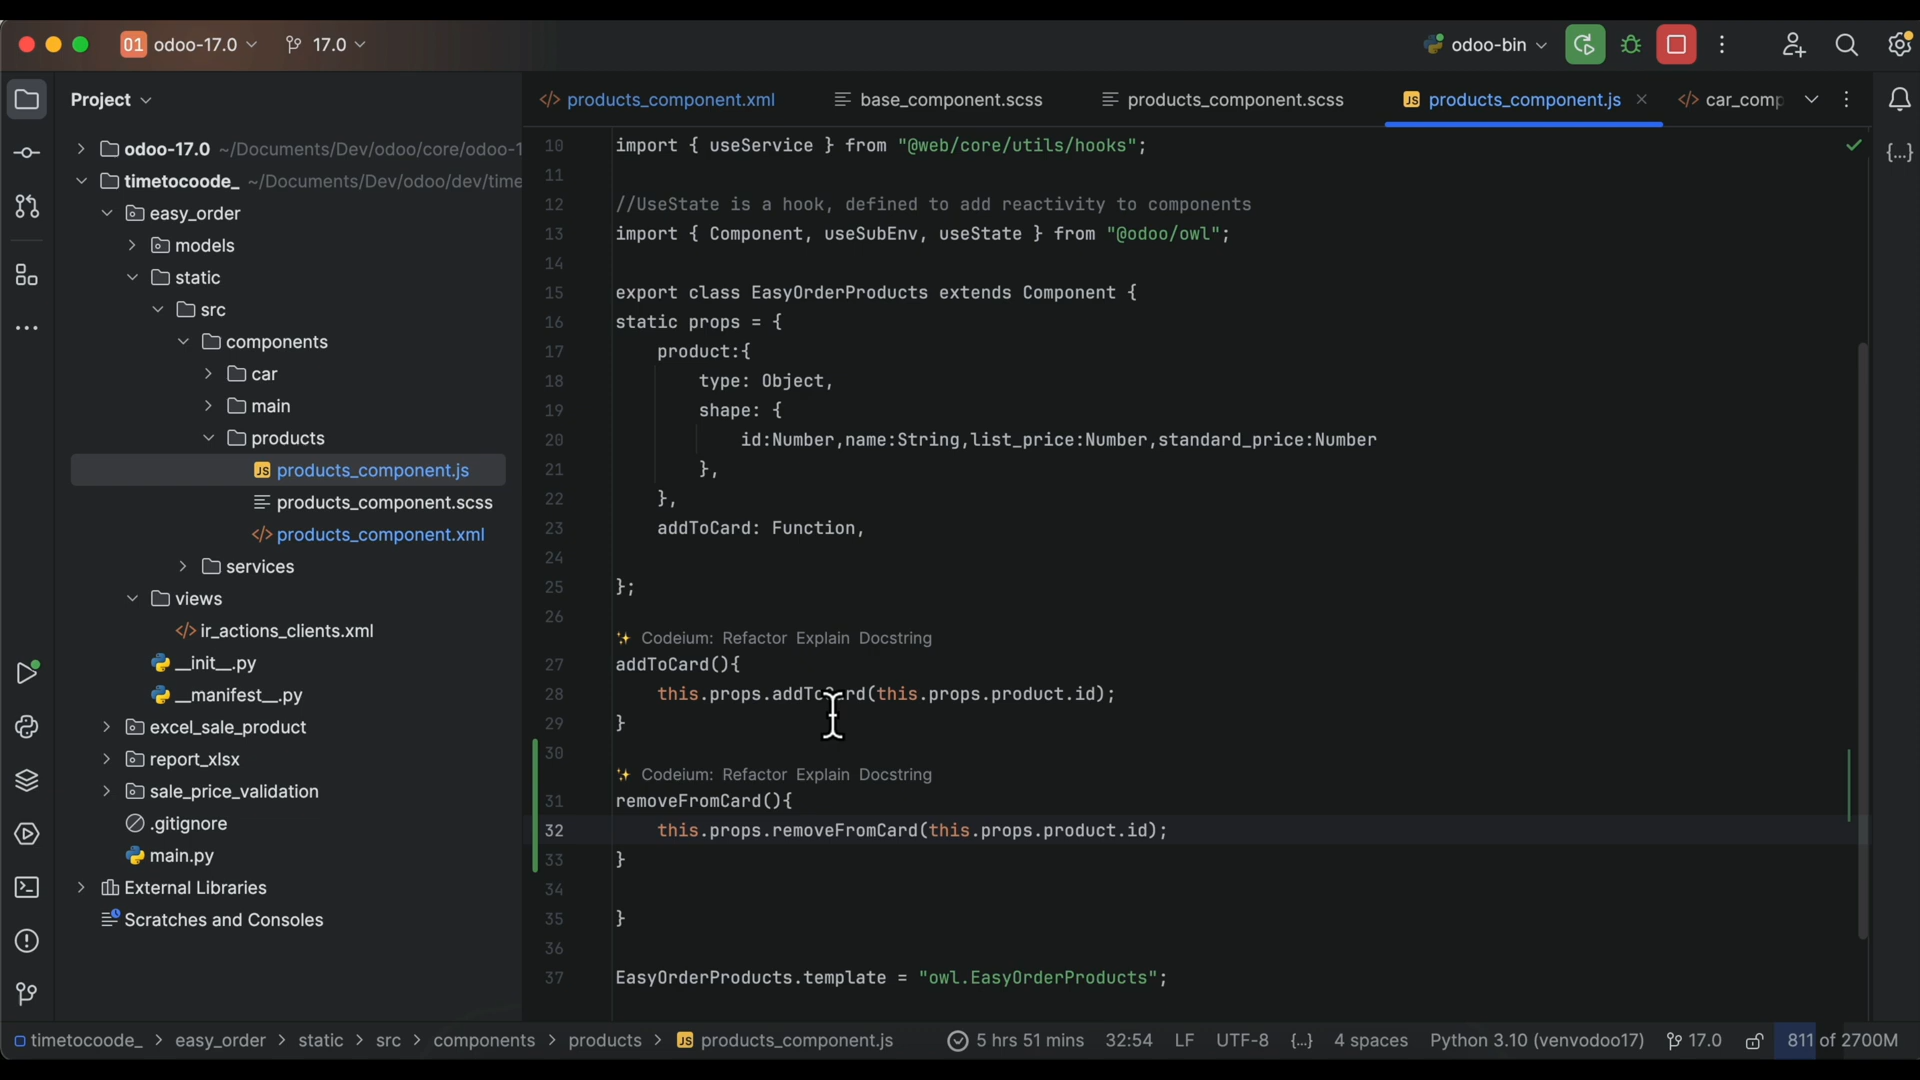 01 odoo-17.0 17.0 odoo-bin
Project
products_component.xml base_component.scss products_component.scss JS products_component.js car_comp
odoo-17.0 ~/Documents/Dev/odoo/core/odoo-1
timetocoode_ ~/Documents/Dev/odoo/dev/time
easy_order
models
static
src
components
car
main
products
JS products_component.js
products_component.scss
products_component.xml
services
views
ir_actions_clients.xml
__init__.py
__manifest__.py
excel_sale_product
report_xlsx
sale_price_validation
.gitignore
main.py
External Libraries
Scratches and Consoles
10 import { useService } from "@web/core/utils/hooks";
11
12 //UseState is a hook, defined to add reactivity to components
13 import { Component, useSubEnv, useState } from "@odoo/owl";
14
15 export class EasyOrderProducts extends Component {
16 static props = {
17 product:{
18 type: Object,
19 shape: {
20 id:Number,name:String,list_price:Number,standard_price:Number
21 },
22 },
23 addToCard: Function,
24
25 };
26
Codeium: Refactor Explain Docstring
27 addToCard(){
28 this.props.addToCard(this.props.product.id);
29 }
30
Codeium: Refactor Explain Docstring
31 removeFromCard(){
32 this.props.removeFromCard(this.props.product.id);
33 }
34
35 }
36
37 EasyOrderProducts.template = "owl.EasyOrderProducts";
timetocoode_ > easy_order > static > src > components > products > JS products_component.js 5 hrs 51 mins 32:54 LF UTF-8 {..} 4 spaces Python 3.10 (venvodoo17) 17.0 811 of 2700M